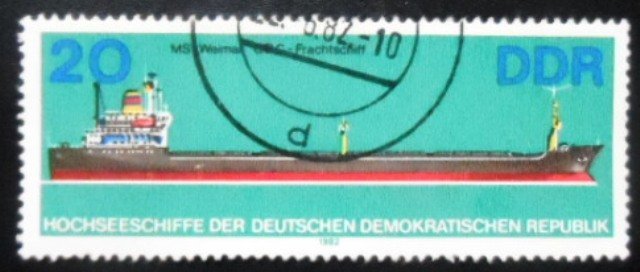 20 DDR
MS "Weimar" Frachtschiff
d
HOCHSEESCHIFFE DER DEUTSCHEN DEMOKRATISCHEN REPUBLIK
1982